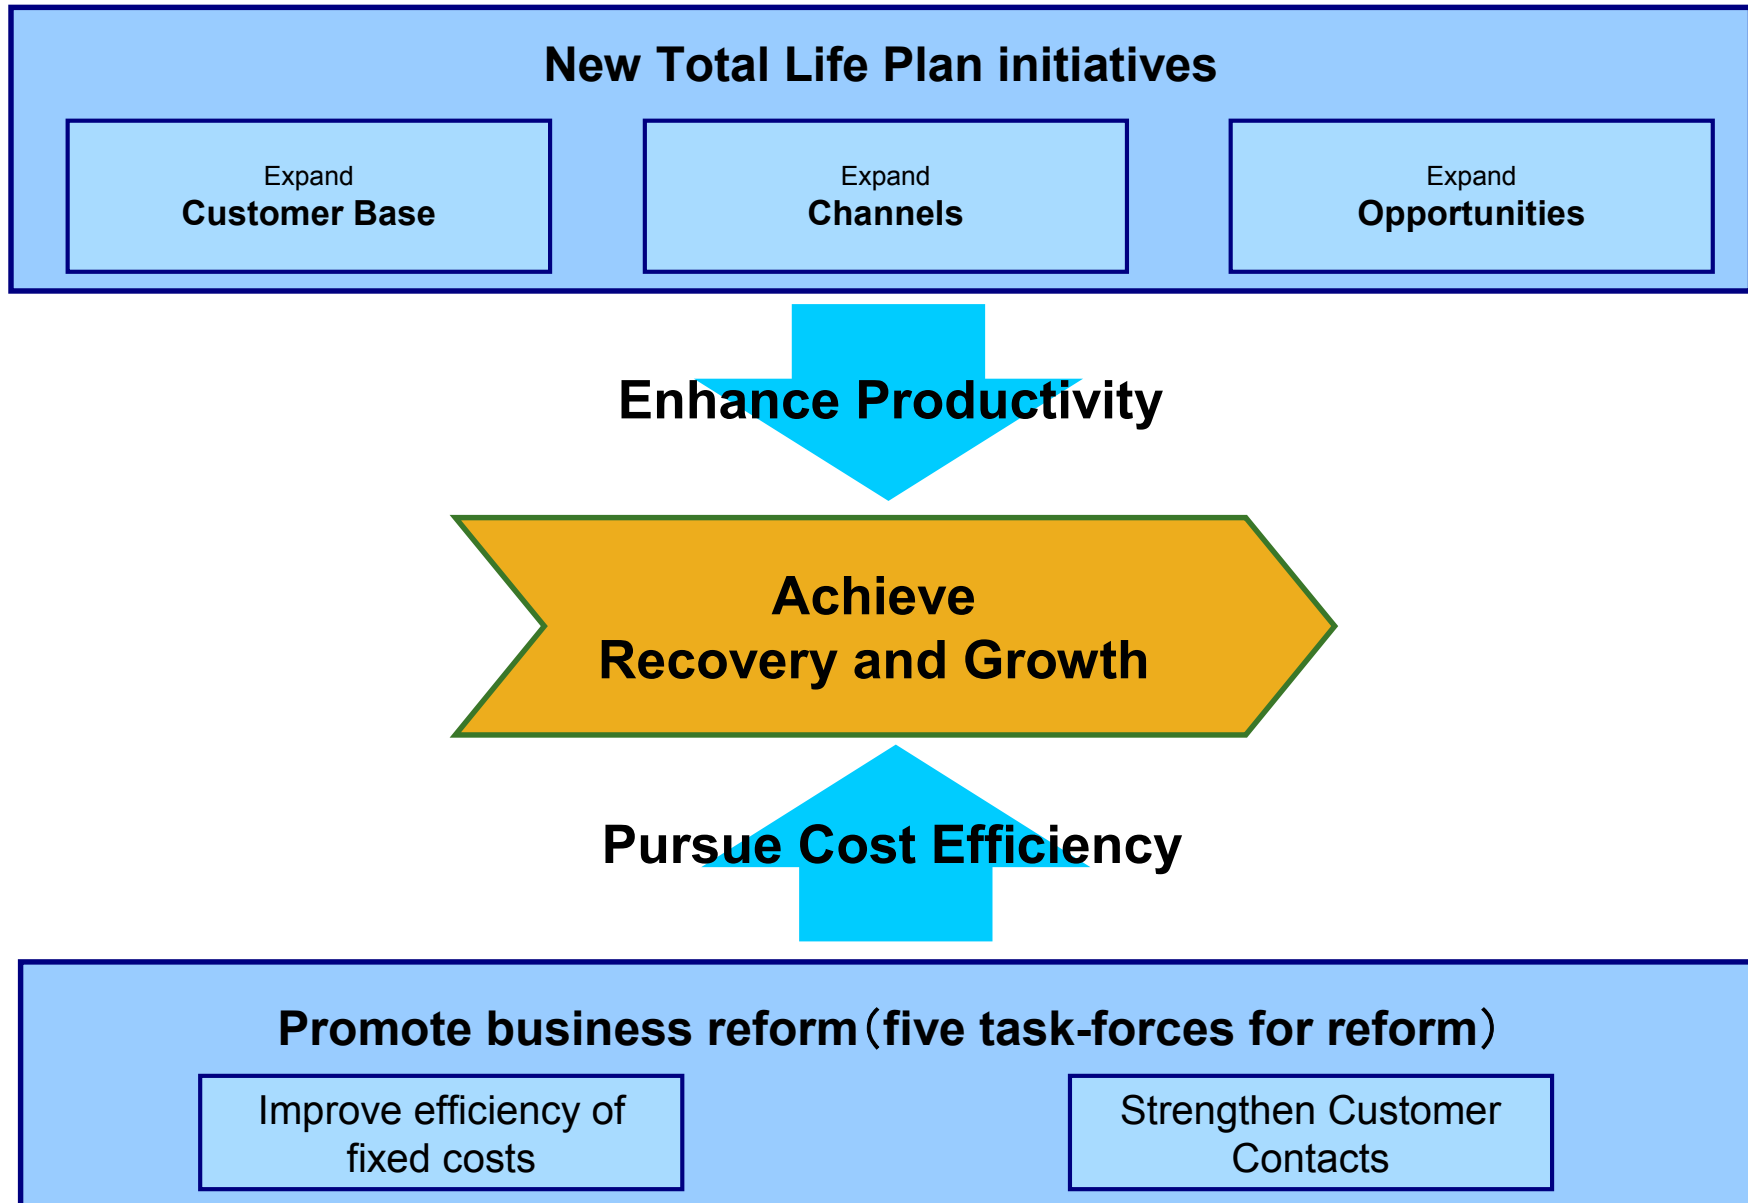 New Total Life Plan initiatives
Expand
Customer Base
Expand
Channels
Expand
Opportunities
Enhance Productivity
Achieve
Recovery and Growth
Pursue Cost Efficiency
Promote business reform（five task-forces for reform）
Improve efficiency of
fixed costs
Strengthen Customer
Contacts